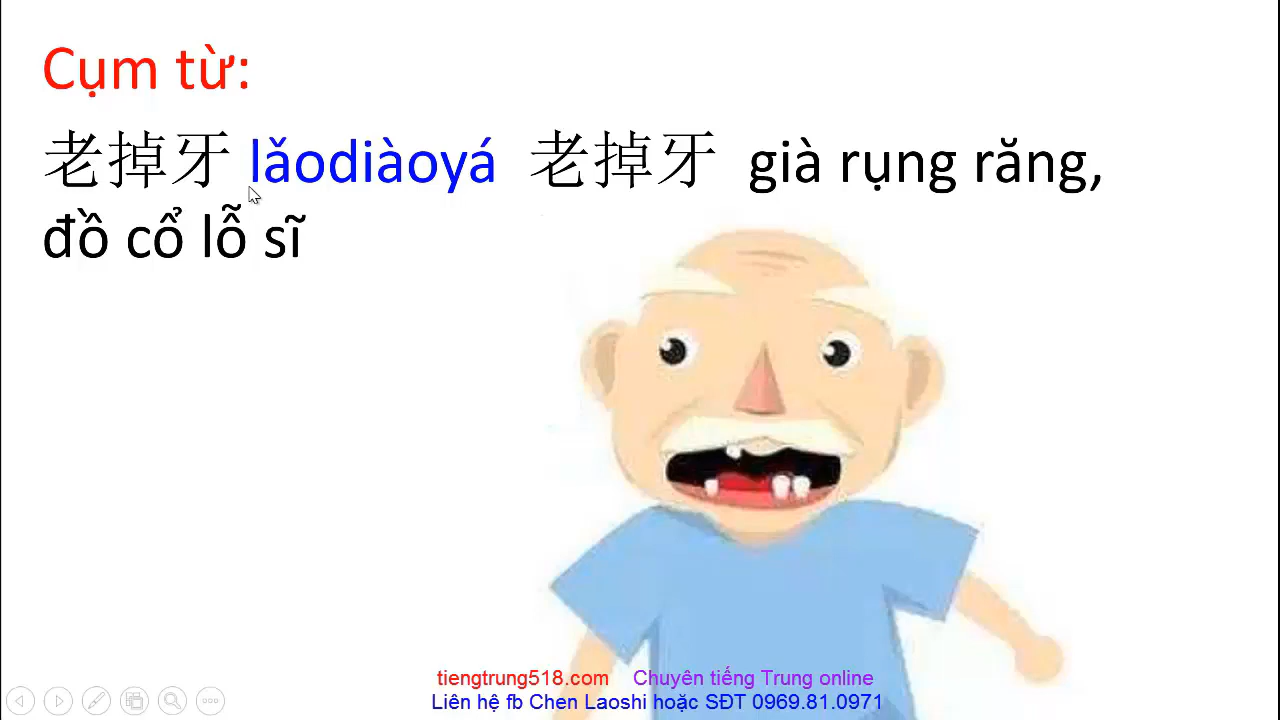 Cụm từ:
老掉牙 lǎodiàoyá 老掉牙 già rụng răng,
đồ cổ lỗ sĩ
tiengtrung518.com Chuyên tiếng Trung online
Liên hệ fb Chen Laoshi hoặc SĐT 0969.81.0971